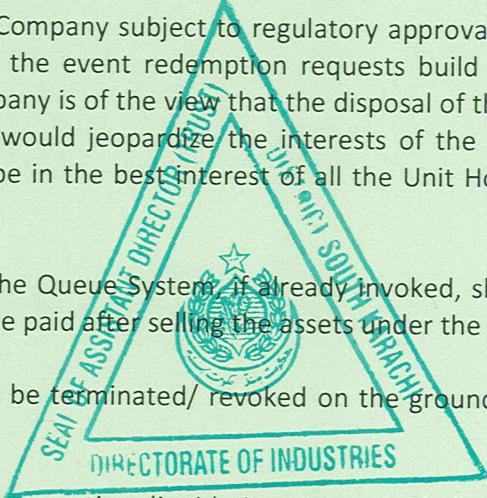 Company subject to regulatory approva
the event redemption requests build
pany is of the view that the disposal of th
would jeopardize the interests of the
be in the best interest of all the Unit Ho
he Queue System, if already invoked, sh
e paid after selling the assets under the
be terminated/ revoked on the ground
SEAL OF ASSISTANT DIRECTOR (TRUST)
SOUTH KARACHI
DIRECTORATE OF INDUSTRIES